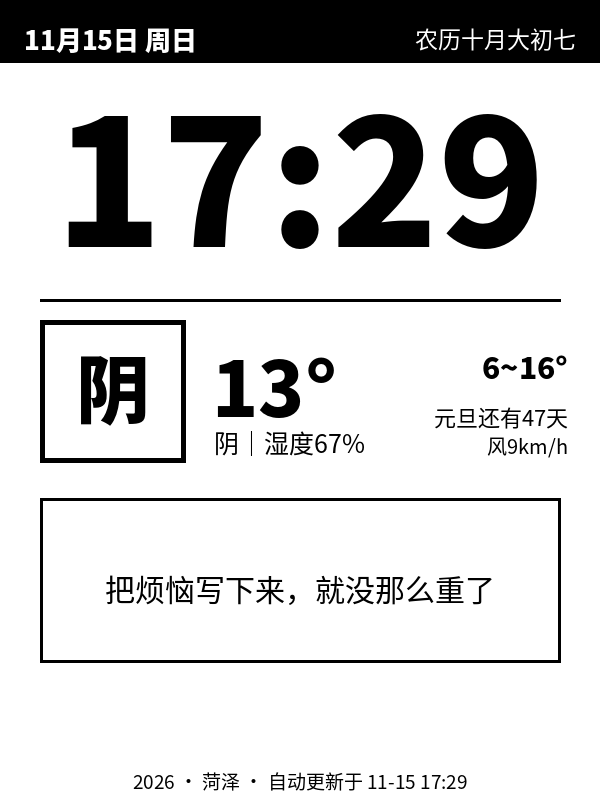 11月15日 周日
农历十月大初七
17:29
阴
13°
阴｜湿度67%
6~16°
元旦还有47天
风9km/h
把烦恼写下来，就没那么重了
2026 · 菏泽 · 自动更新于 11-15 17:29